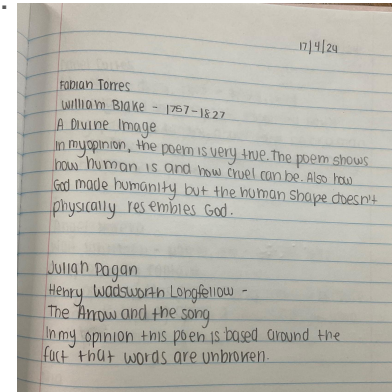 17/4/24
Fabian Torres
William Blake - 1757-1827
A Divine Image
In my opinion, the poem is very true. The poem shows
how human is and how cruel can be. Also how
God made humanity but the human shape doesn't
physically resembles God.
Julian Pagan
Henry Wadsworth Longfellow -
The Arrow and the song
In my opinion this poem is based around the
fact that words are unbroken.